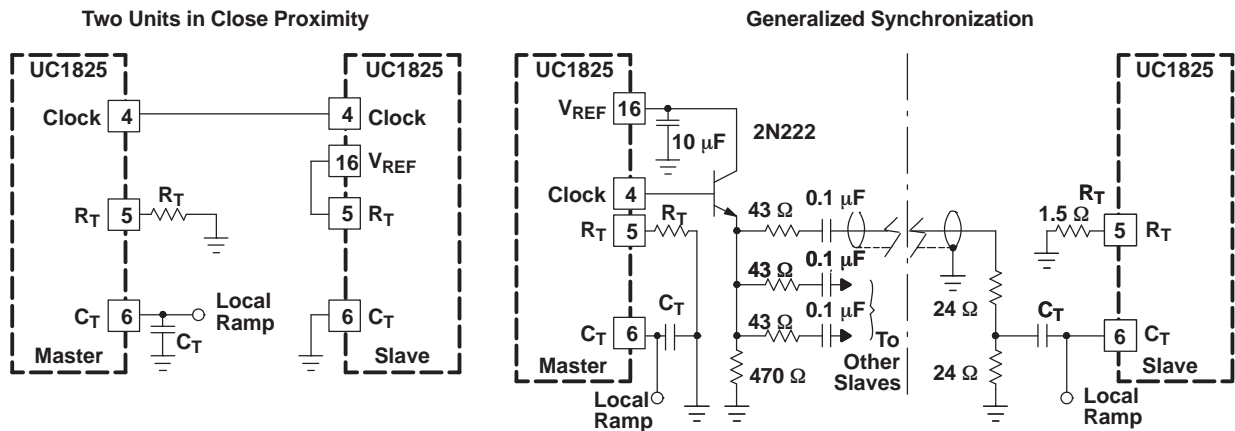 Two Units in Close Proximity
UC1825
UC1825
Clock 4
4 Clock
16 VREF
RT 5 RT
5 RT
CT 6
Local
Ramp
CT
6 CT
Master
Slave
Generalized Synchronization
UC1825
UC1825
VREF 16
10 μF
2N222
Clock 4
RT 5 RT
43 Ω 0.1 μF
43 Ω 0.1 μF
43 Ω 0.1 μF
To
Other
Slaves
CT 6 CT
Master
Local
Ramp
470 Ω
24 Ω
24 Ω
RT
1.5 Ω
5 RT
CT
6 CT
Slave
Local
Ramp